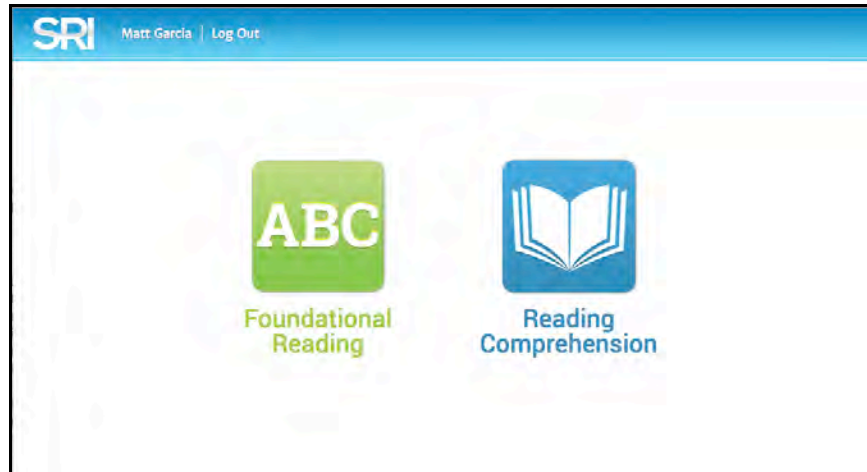 SRI Matt Garcia | Log Out
ABC
Foundational
Reading
Reading
Comprehension